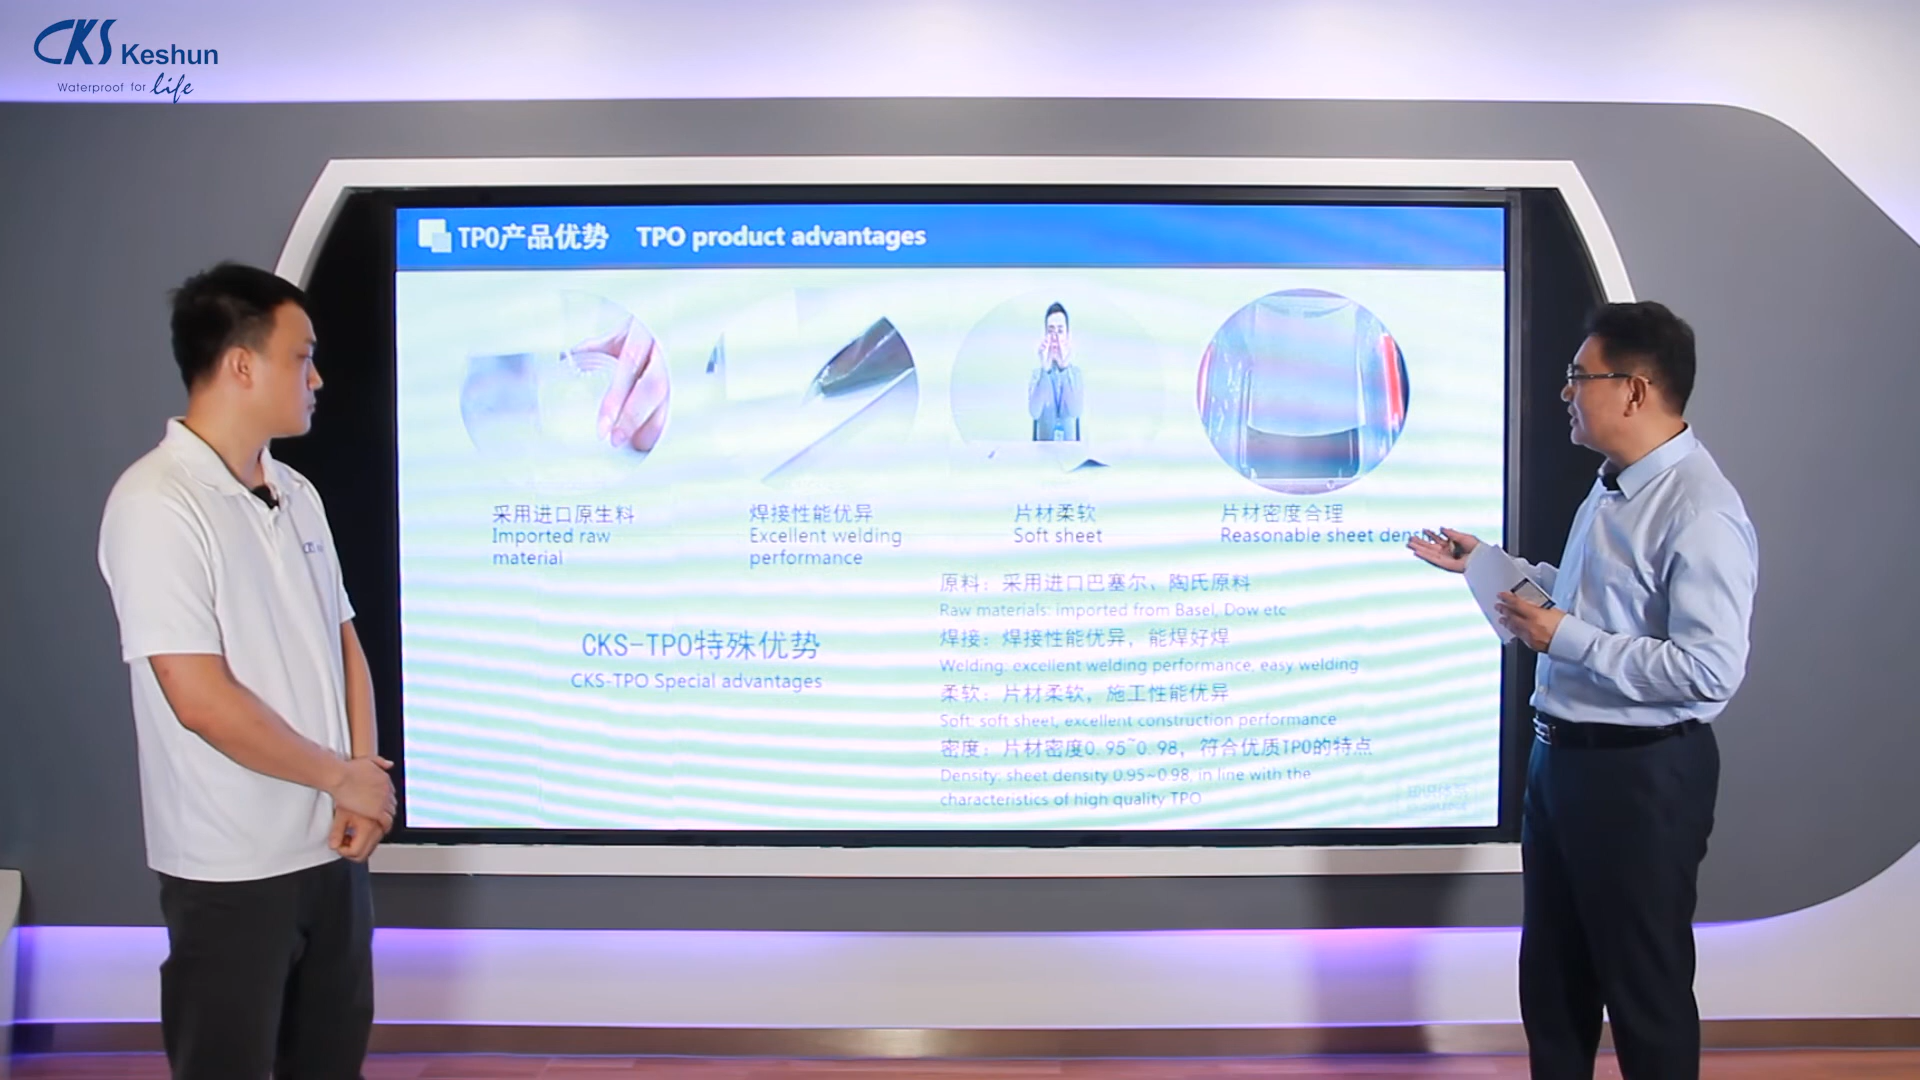 CKS Keshun
Waterproof for life
TPO产品优势 TPO product advantages
采用进口原生料
Imported raw
material
焊接性能优异
Excellent welding
performance
片材柔软
Soft sheet
片材密度合理
Reasonable sheet
CKS-TPO特殊优势
CKS-TPO Special advantages
原料：采用进口巴塞尔、陶氏原料
Raw materials: imported from Basel, Dow etc
焊接：焊接性能优异，能焊好焊
Welding: excellent welding performance, easy welding
柔软：片材柔软，施工性能优异
Soft: soft sheet, excellent construction performance
密度：片材密度0.95~0.98，符合优质TPO的特点
Density: sheet density 0.95~0.98, in line with the
characteristics of high quality TPO